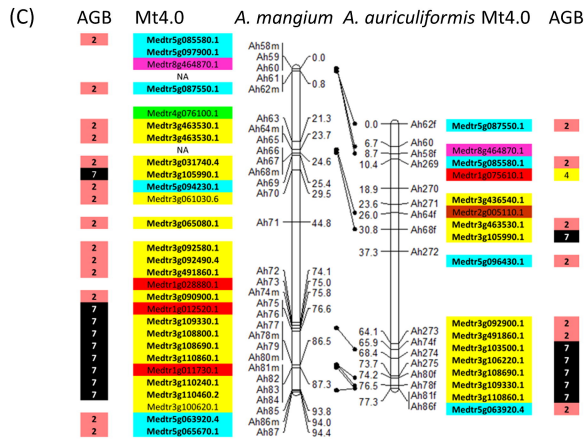 (C)
AGB Mt4.0 A. mangium A. auriculiformis Mt4.0 AGB
2 Medtr5g085580.1
Medtr5g097900.1
Medtr8g464870.1
NA
2 Medtr5g087550.1
Medtr4g076100.1
2 Medtr3g463530.1
2 Medtr3g463530.1
NA
2 Medtr3g031740.4
7 Medtr3g105990.1
2 Medtr5g094230.1
2 Medtr3g061030.6
2 Medtr3g065080.1
2 Medtr3g092580.1
2 Medtr3g092490.4
2 Medtr3g491860.1
Medtr1g028880.1
2 Medtr3g090900.1
7 Medtr1g012520.1
7 Medtr3g109330.1
7 Medtr3g108800.1
7 Medtr3g108690.1
7 Medtr3g110860.1
7 Medtr1g011730.1
7 Medtr3g110240.1
7 Medtr3g110460.2
Medtr3g100620.1
2 Medtr5g063920.4
2 Medtr5g065670.1
Ah58m
Ah59
Ah60
Ah61
Ah62m
Ah63
Ah64m
Ah65
Ah66
Ah67
Ah68m
Ah69
Ah70
Ah71
Ah72
Ah73
Ah74m
Ah75
Ah76
Ah77
Ah78m
Ah79
Ah80m
Ah81m
Ah82
Ah83
Ah84
Ah85
Ah86m
Ah87
0.0
0.8
21.3
23.7
24.6
25.4
29.5
44.8
74.1
75.0
75.8
76.6
86.5
87.3
93.8
94.0
94.4
0.0
6.7
8.7
10.4
18.9
23.6
26.0
30.8
37.3
64.1
65.9
68.4
73.7
74.2
76.5
77.3
Ah62f
Ah60
Ah58f
Ah269
Ah270
Ah271
Ah64f
Ah68f
Ah272
Ah273
Ah74f
Ah274
Ah275
Ah80f
Ah78f
Ah81f
Ah86f
Medtr5g087550.1 2
Medtr8g464870.1
Medtr5g085580.1 2
Medtr1g075610.1 4
Medtr3g436540.1
Medtr2g005110.1
Medtr3g463530.1 2
Medtr3g105990.1 7
Medtr5g096430.1 2
Medtr3g092900.1 2
Medtr3g491860.1 2
Medtr3g103500.1 7
Medtr3g106220.1 7
Medtr3g108690.1 7
Medtr3g109330.1 7
Medtr3g110860.1 7
Medtr5g063920.4 2